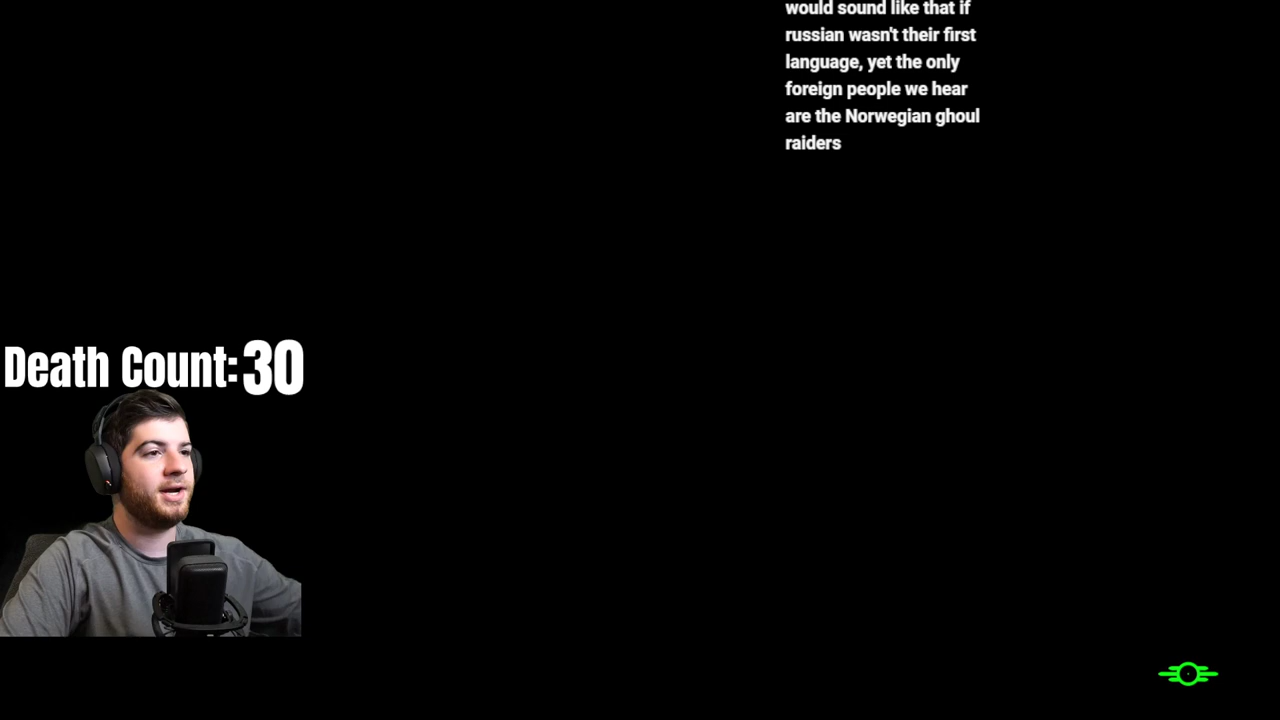 would sound like that if
russian wasn't their first
language, yet the only
foreign people we hear
are the Norwegian ghoul
raiders
Death Count: 30